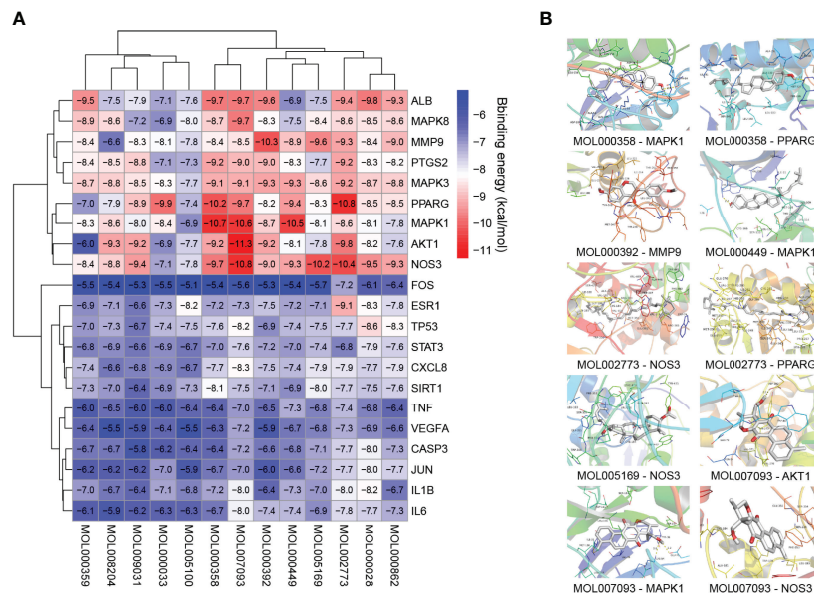 A
B
-9.5 -7.5 -7.9 -7.1 -7.6 -9.7 -9.7 -9.6 -6.9 -7.5 -9.4 -9.8 -9.3 ALB
-8.9 -8.6 -7.2 -6.9 -8.0 -8.7 -9.7 -8.3 -7.5 -8.4 -8.6 -8.5 -8.6 MAPK8
-8.4 -6.6 -8.3 -7.8 -7.7 -8.4 -8.5 -10.3 -8.6 -9.6 -9.3 -8.4 -9.0 MMP9
-8.4 -8.5 -8.8 -7.1 -7.3 -9.2 -9.0 -9.0 -8.3 -7.7 -9.2 -8.3 -8.4 PTGS2
-8.7 -8.7 -8.8 -8.3 -7.7 -9.1 -9.1 -9.3 -9.3 -8.6 -9.2 -8.7 -8.8 MAPK3
-7.0 -7.9 -8.9 -9.9 -7.4 -10.2 -9.7 -8.2 -9.4 -8.3 -10.8 -8.5 -8.5 PPARG
-8.3 -8.6 -8.0 -8.4 -6.9 -10.7 -10.6 -8.3 -10.5 -8.3 -9.1 -8.1 -7.8 MAPK1
-6.0 -9.3 -9.2 -6.9 -7.7 -9.2 -11.3 -9.2 -8.1 -7.8 -9.8 -8.2 -7.6 AKT1
-8.4 -8.8 -9.4 -7.1 -7.8 -9.7 -10.8 -9.0 -9.3 -10.2 -10.4 -9.5 -9.3 NOS3
-5.5 -5.4 -5.5 -5.7 -5.1 -5.4 -5.6 -5.3 -5.4 -5.7 -7.2 -6.1 -6.4 FOS
-6.9 -7.1 -6.6 -7.3 -8.2 -7.7 -7.3 -7.5 -7.2 -7.1 -9.1 -8.3 -7.8 ESR1
-7.0 -7.3 -6.7 -7.4 -7.5 -7.6 -8.2 -6.9 -7.4 -7.5 -7.7 -8.6 -8.3 TP53
-6.8 -6.9 -6.6 -6.9 -6.7 -7.0 -7.6 -7.1 -7.5 -7.4 -6.8 -7.9 -7.6 STAT3
-7.4 -6.6 -6.8 -6.6 -6.7 -7.7 -8.3 -7.5 -7.4 -7.9 -7.9 -7.7 -7.7 CXCL8
-7.3 -7.0 -6.4 -6.9 -7.3 -8.1 -7.5 -7.1 -6.9 -8.0 -7.7 -7.5 -7.6 SIRT1
-6.0 -6.5 -6.0 -6.0 -6.4 -6.4 -7.0 -6.5 -7.3 -6.8 -7.4 -6.8 -6.4 TNF
-6.4 -5.5 -5.9 -6.4 -5.5 -6.3 -7.8 -5.9 -6.7 -6.8 -7.6 -6.7 -6.8 VEGFA
-6.7 -6.7 -5.8 -6.2 -6.3 -6.8 -7.3 -6.6 -6.8 -7.1 -7.7 -8.0 -7.3 CASP3
-6.2 -6.2 -6.2 -7.0 -5.9 -6.7 -7.0 -6.0 -6.6 -7.2 -7.7 -8.0 -7.7 JUN
-7.0 -6.7 -6.7 -7.1 -6.8 -7.2 -8.0 -6.4 -7.3 -7.0 -8.0 -8.2 -6.7 IL1B
-6.1 -5.9 -6.2 -6.3 -6.3 -6.7 -8.0 -7.4 -7.4 -6.9 -7.8 -7.7 -7.3 IL6
MOL000359
MOL008204
MOL009031
MOL000033
MOL005100
MOL000358
MOL007093
MOL000392
MOL000449
MOL005169
MOL002773
MOL000028
MOL000862
-6
-7
-8
-9
-10
-11
Bbinding energy (kcal/mol)
MOL000358 - MAPK1
MOL000358 - PPARG
MOL000392 - MMP9
MOL000449 - MAPK1
MOL002773 - NOS3
MOL002773 - PPARG
MOL005169 - NOS3
MOL007093 - AKT1
MOL007093 - MAPK1
MOL007093 - NOS3